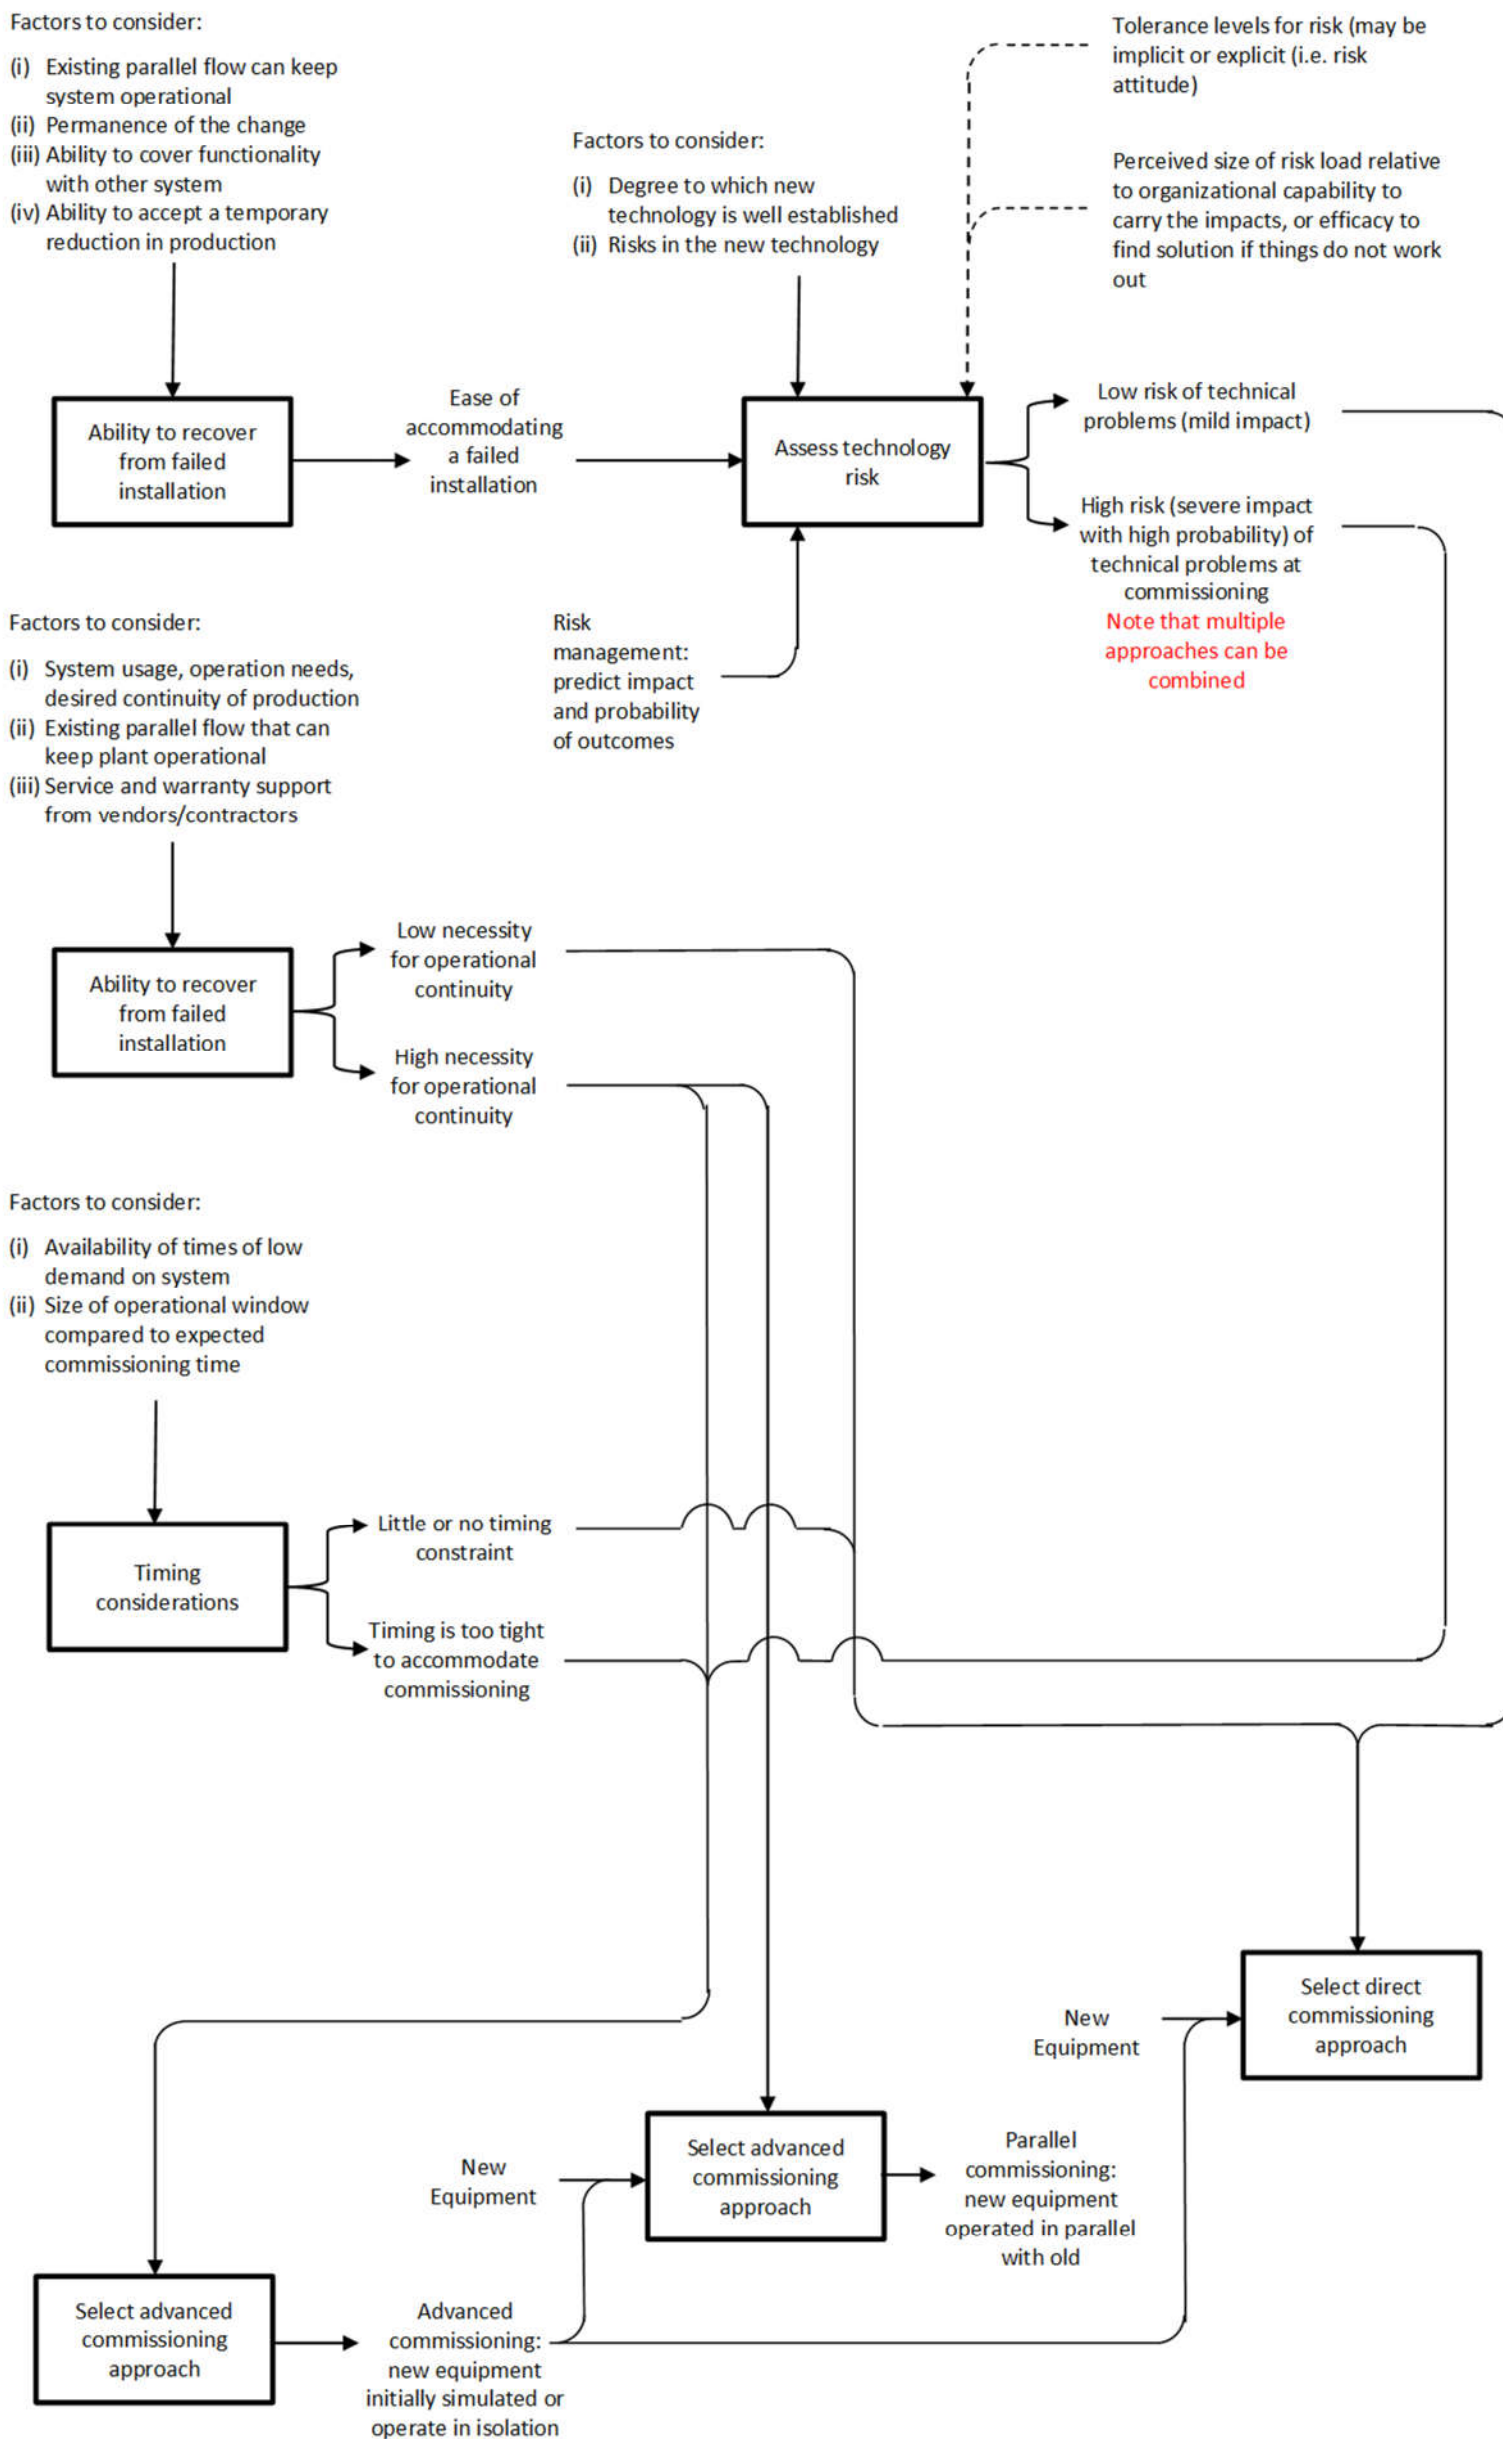 Factors to consider:
(i) Existing parallel flow can keep
system operational
(ii) Permanence of the change
(iii) Ability to cover functionality
with other system
(iv) Ability to accept a temporary
reduction in production
Factors to consider:
(i) Degree to which new
technology is well established
(ii) Risks in the new technology
Tolerance levels for risk (may be
implicit or explicit (i.e. risk
attitude)
Perceived size of risk load relative
to organizational capability to
carry the impacts, or efficacy to
find solution if things do not work
out
Ability to recover
from failed
installation
Ease of
accommodating
a failed
installation
Assess technology
risk
Low risk of technical
problems (mild impact)
High risk (severe impact
with high probability) of
technical problems at
commissioning
Note that multiple
approaches can be
combined
Risk
management:
predict impact
and probability
of outcomes
Factors to consider:
(i) System usage, operation needs,
desired continuity of production
(ii) Existing parallel flow that can
keep plant operational
(iii) Service and warranty support
from vendors/contractors
Ability to recover
from failed
installation
Low necessity
for operational
continuity
High necessity
for operational
continuity
Factors to consider:
(i) Availability of times of low
demand on system
(ii) Size of operational window
compared to expected
commissioning time
Timing
considerations
Little or no timing
constraint
Timing is too tight
to accommodate
commissioning
New
Equipment
Select direct
commissioning
approach
New
Equipment
Select advanced
commissioning
approach
Parallel
commissioning:
new equipment
operated in parallel
with old
Select advanced
commissioning
approach
Advanced
commissioning:
new equipment
initially simulated or
operate in isolation